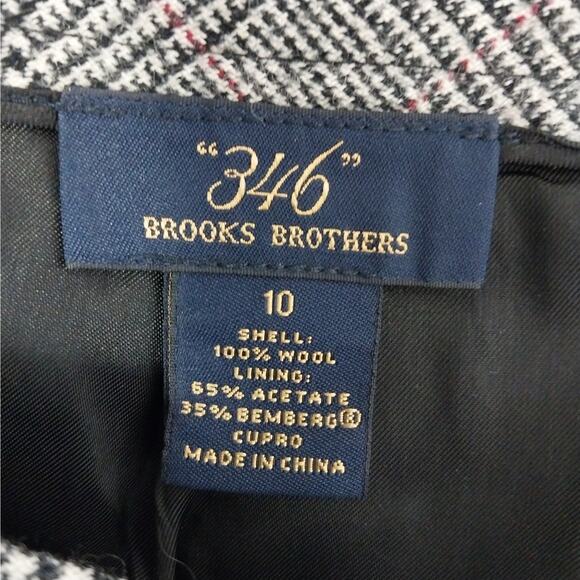 “346”
BROOKS BROTHERS
10
SHELL:
100% WOOL
LINING:
65% ACETATE
35% BEMBERG®
CUPRO
MADE IN CHINA